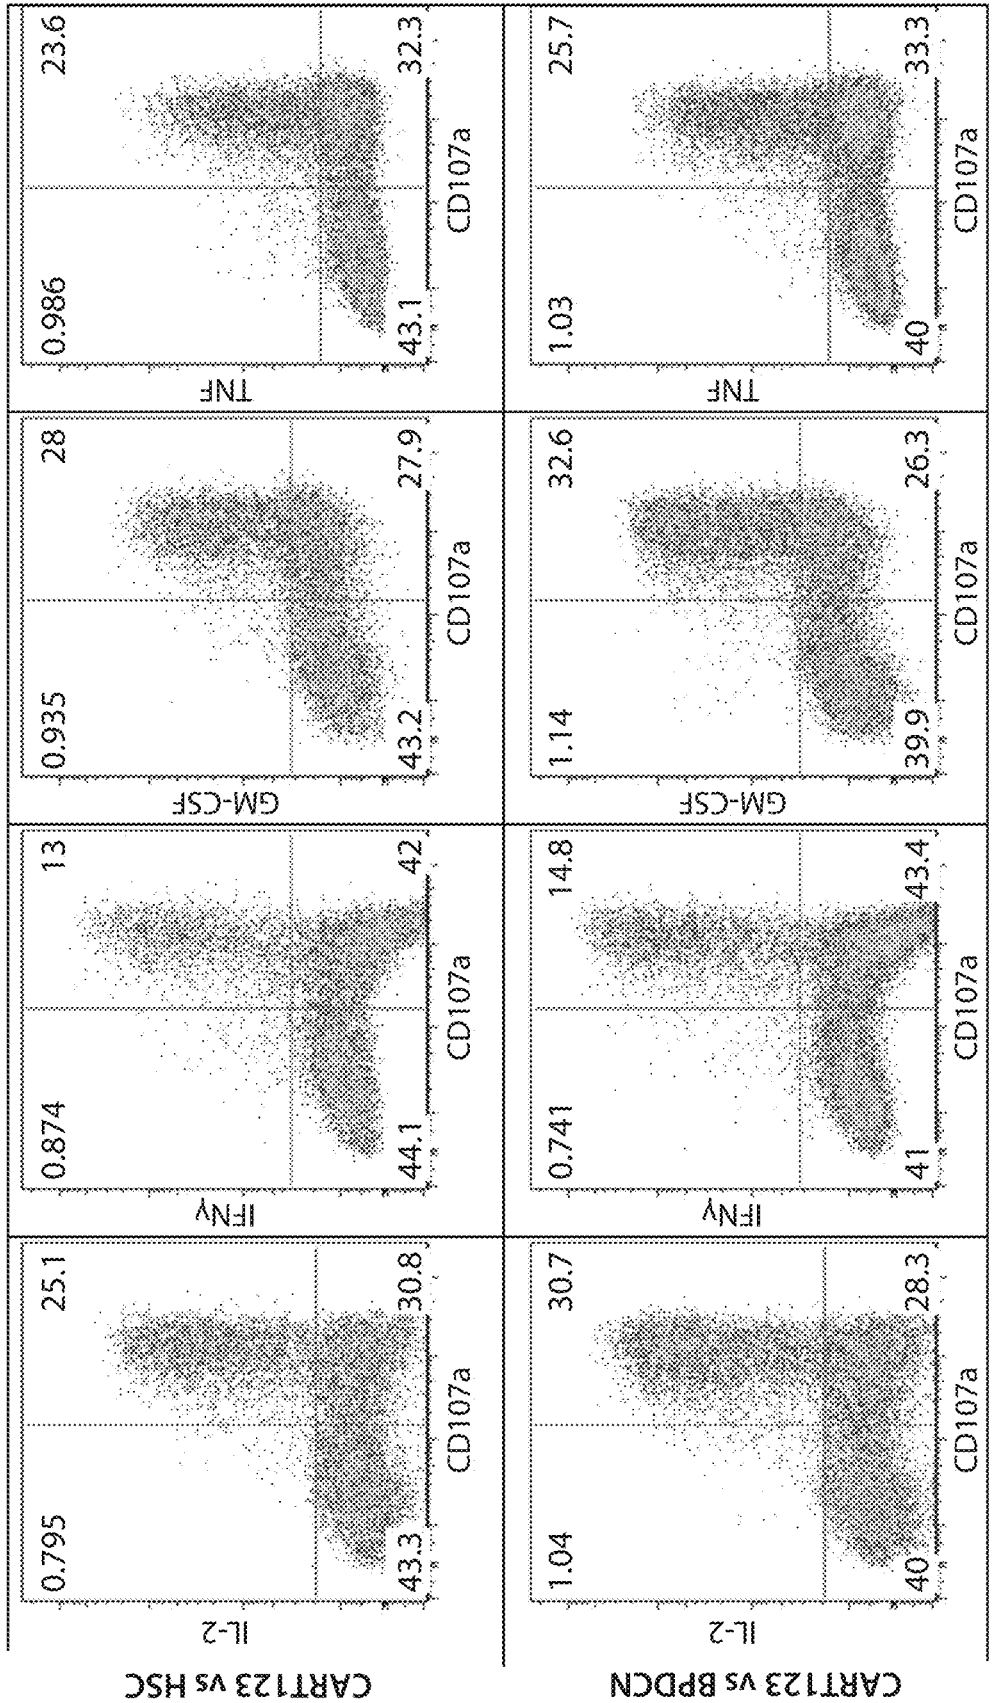 CART123 vs HSC
IL-2
0.795
25.1
43.3
30.8
CD107a
IFNγ
0.874
13
44.1
42
CD107a
GM-CSF
0.935
28
43.2
27.9
CD107a
TNF
0.986
23.6
43.1
32.3
CD107a
CART123 vs BPDCN
IL-2
1.04
30.7
40
28.3
CD107a
IFNγ
0.741
14.8
41
43.4
CD107a
GM-CSF
1.14
32.6
39.9
26.3
CD107a
TNF
1.03
25.7
40
33.3
CD107a